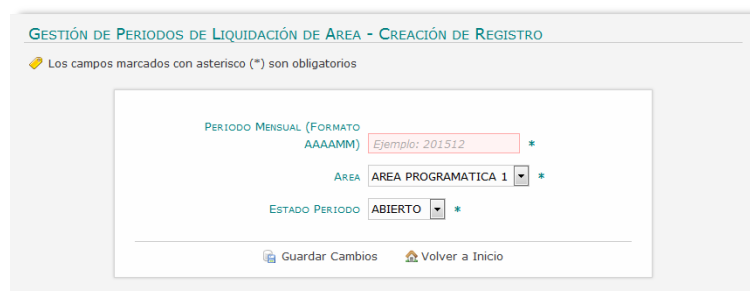 Gestión de Periodos de Liquidación de Area - Creación de Registro
Los campos marcados con asterisco (*) son obligatorios
Periodo Mensual (Formato
AAAAMM) Ejemplo: 201512 *
Area AREA PROGRAMATICA 1 *
Estado Periodo ABIERTO *
Guardar Cambios Volver a Inicio